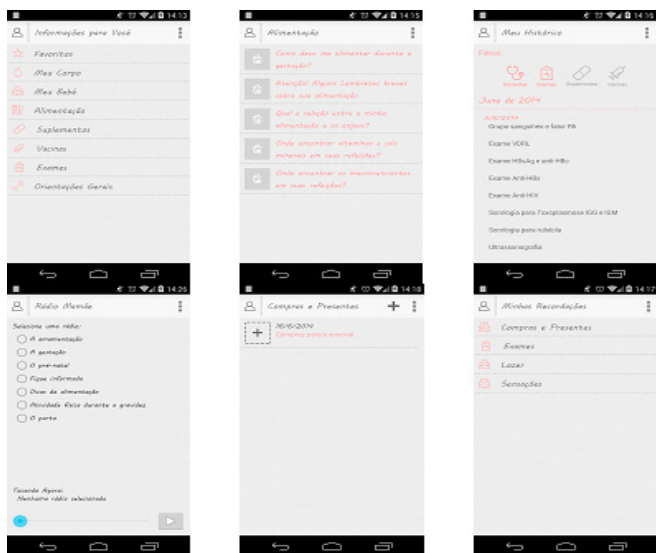 14:13
Informações para Você
Favoritos
Meu Corpo
Meu Bebê
Alimentação
Suplementos
Vacinas
Exames
Orientações Gerais
14:15
Alimentação
Como devo me alimentar durante a
gestação?
Atenção! Alguns lembretes breves
sobre sua alimentação
Qual a relação entre a minha
alimentação e os enjoos?
Onde encontrar vitaminas e sais
minerais em suas refeições?
Onde encontrar os macronutrientes
em suas refeições?
14:16
Meu Histórico
Filtros:
Consultas Exames Suplementos Vacinas
Junho de 2014
Grupo sanguíneo e fator Rh
Exame VDRL
Exame HBsAg e anti-HBc
Exame Anti-HBs
Exame Anti-HIV
Sorologia para Toxoplasmose IGG e IGM
Sorologia para rubéola
Ultrassonografia
14:26
Rádio Mamãe
Selecione uma rádio:
A amamentação
A gestação
O pré-natal
Fique informada
Dicas de alimentação
Atividade física durante a gravidez
O parto
Tocando Agora:
Nenhuma rádio selecionada
14:18
Compras e Presentes
16/6/2014
Compras para o enxoval
14:17
Minhas Recordações
Compras e Presentes
Exames
Lazer
Sensações